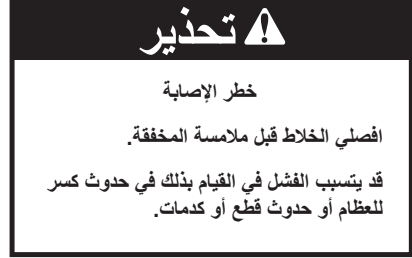 تحذير
خطر الإصابة
افصلي الخلاط قبل ملامسة المخفقة.
قد يتسبب الفشل في القيام بذلك في حدوث كسر
للعظام أو حدوث قطع أو كدمات.